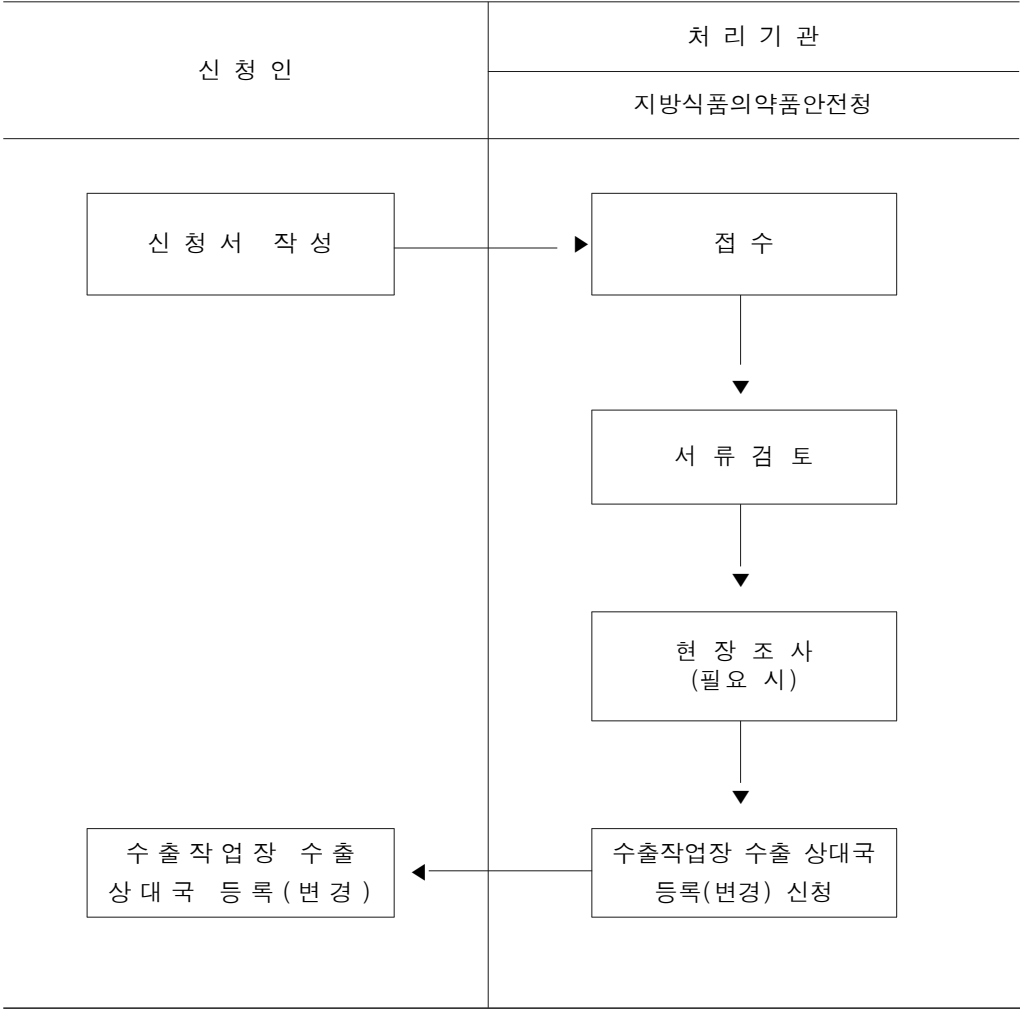 신청인
처리기관
지방식품의약품안전청
신청서 작성
접수
서류검토
현장조사
(필요 시)
수출작업장 수출
상대국 등록(변경)
수출작업장 수출 상대국
등록(변경) 신청